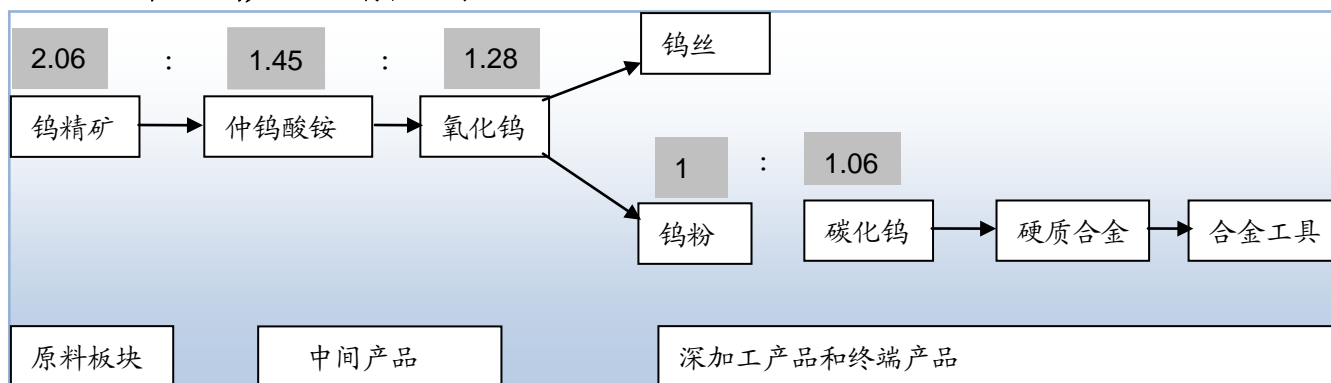 钨丝
2.06 : 1.45 : 1.28
钨精矿 仲钨酸铵 氧化钨
1 : 1.06
钨粉 碳化钨 硬质合金 合金工具
原料板块 中间产品 深加工产品和终端产品